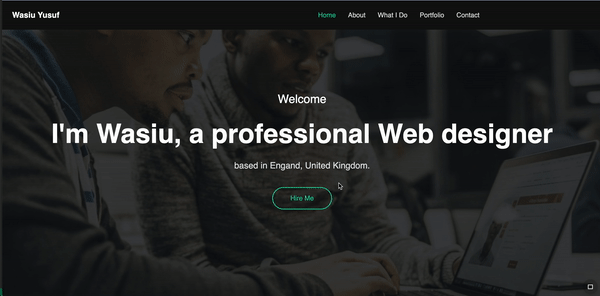 Wasiu Yusuf
Home About What I Do Portfolio Contact
Welcome
I'm Wasiu, a professional Web designer
based in Engand, United Kingdom.
Hire Me